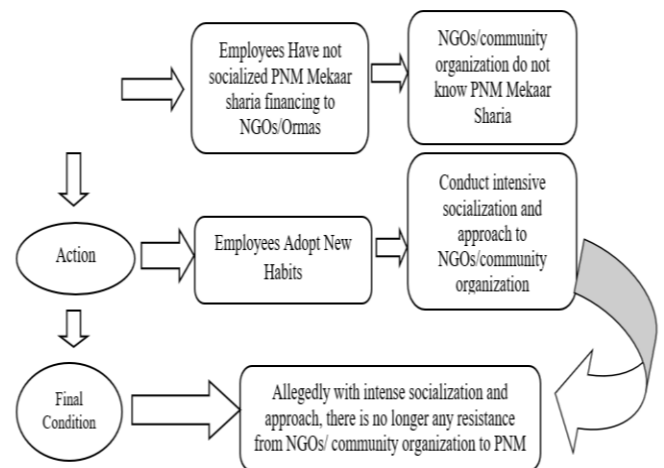 Employees Have not
socialized PNM Mekaar
sharia financing to
NGOs/Ormas
NGOs/community
organization do not
know PNM Mekaar
Sharia
Action
Employees Adopt New
Habits
Conduct intensive
socialization and
approach to
NGOs/community
organization
Final
Condition
Allegedly with intense socialization and
approach, there is no longer any resistance
from NGOs/ community organization to PNM